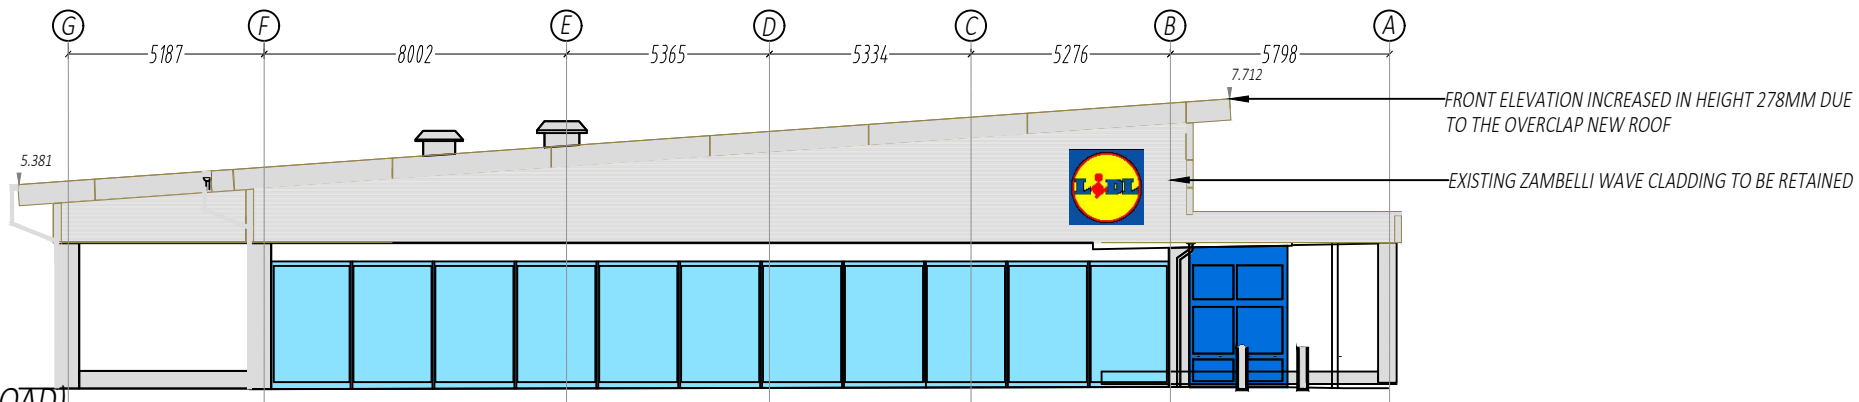 G F E D C B A
5187 8002 5365 5334 5276 5798
7.712
FRONT ELEVATION INCREASED IN HEIGHT 278MM DUE
TO THE OVERCLAP NEW ROOF
5.381
LIDL
EXISTING ZAMBELLI WAVE CLADDING TO BE RETAINED